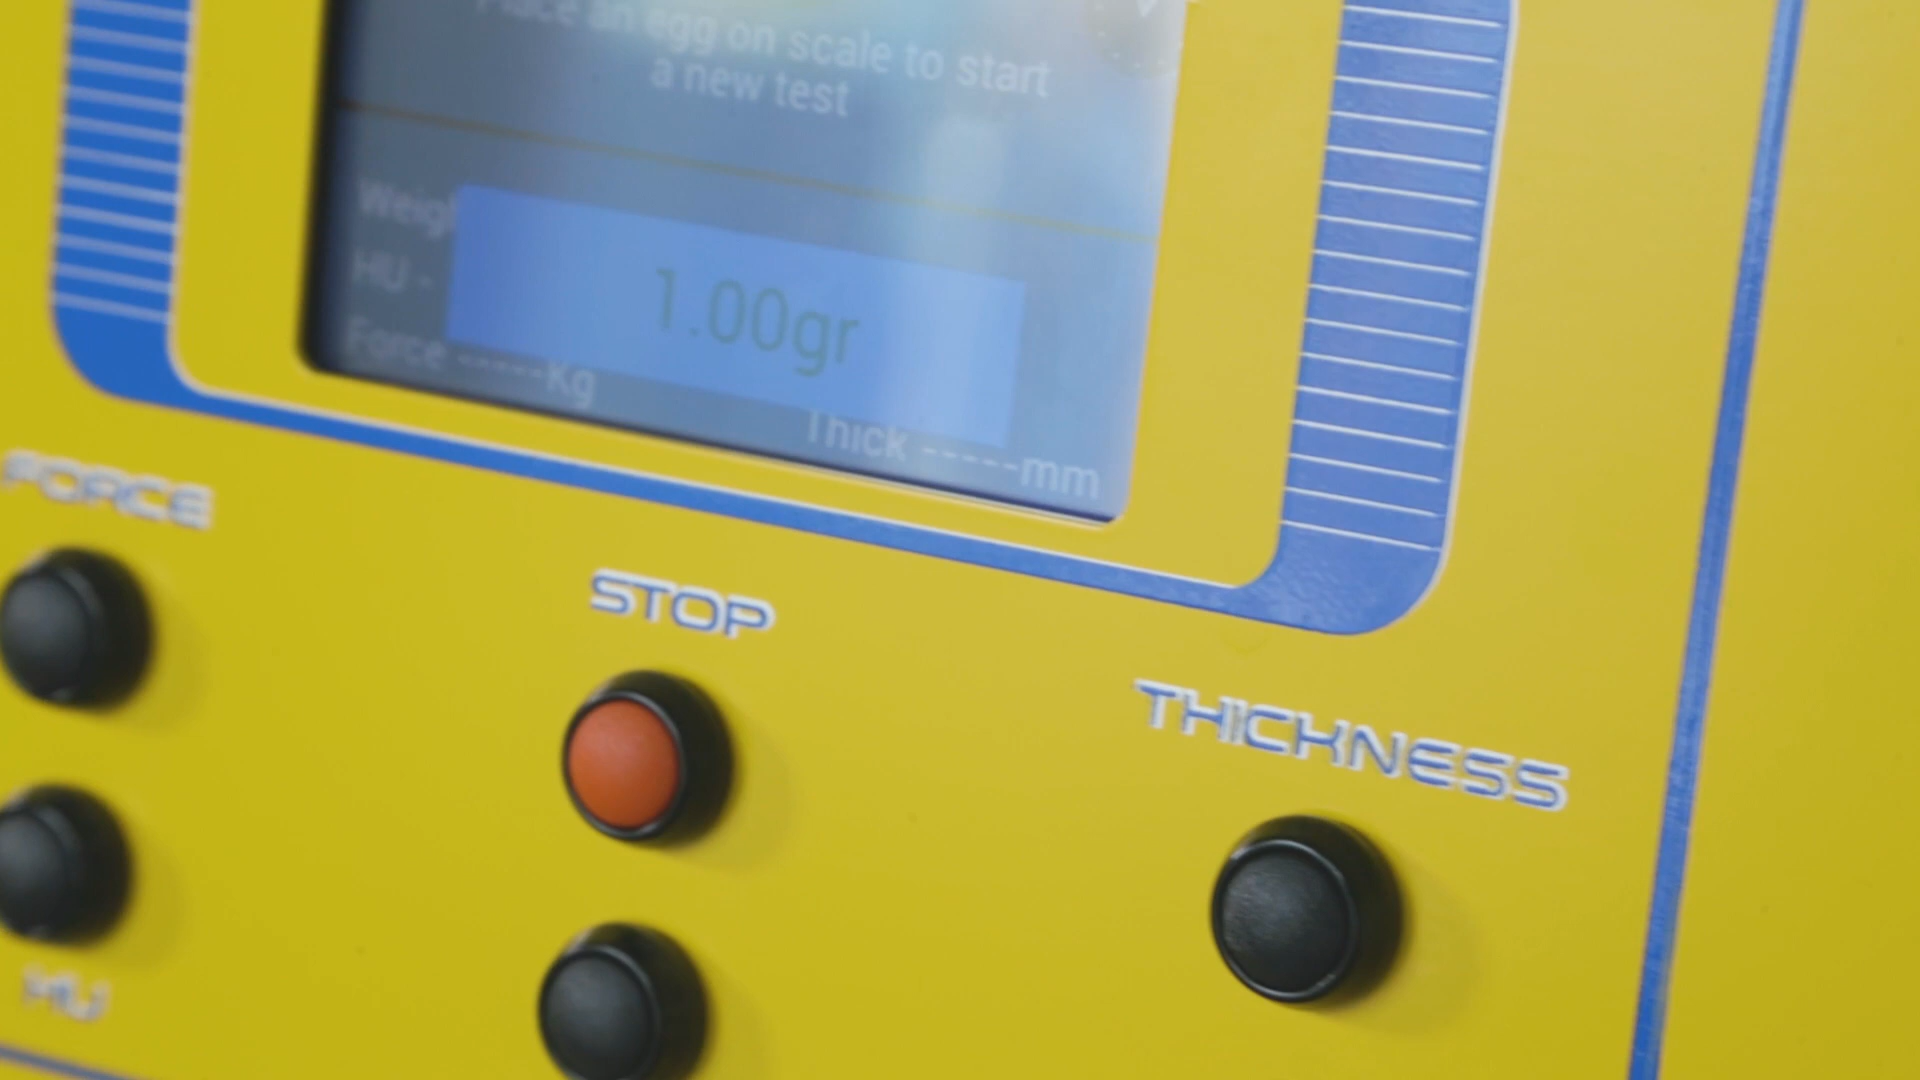 Place an egg on scale to start
a new test
Weigh
HU -
1.00gr
Force -----Kg
Thick -----mm
FORCE
STOP
THICKNESS
HU